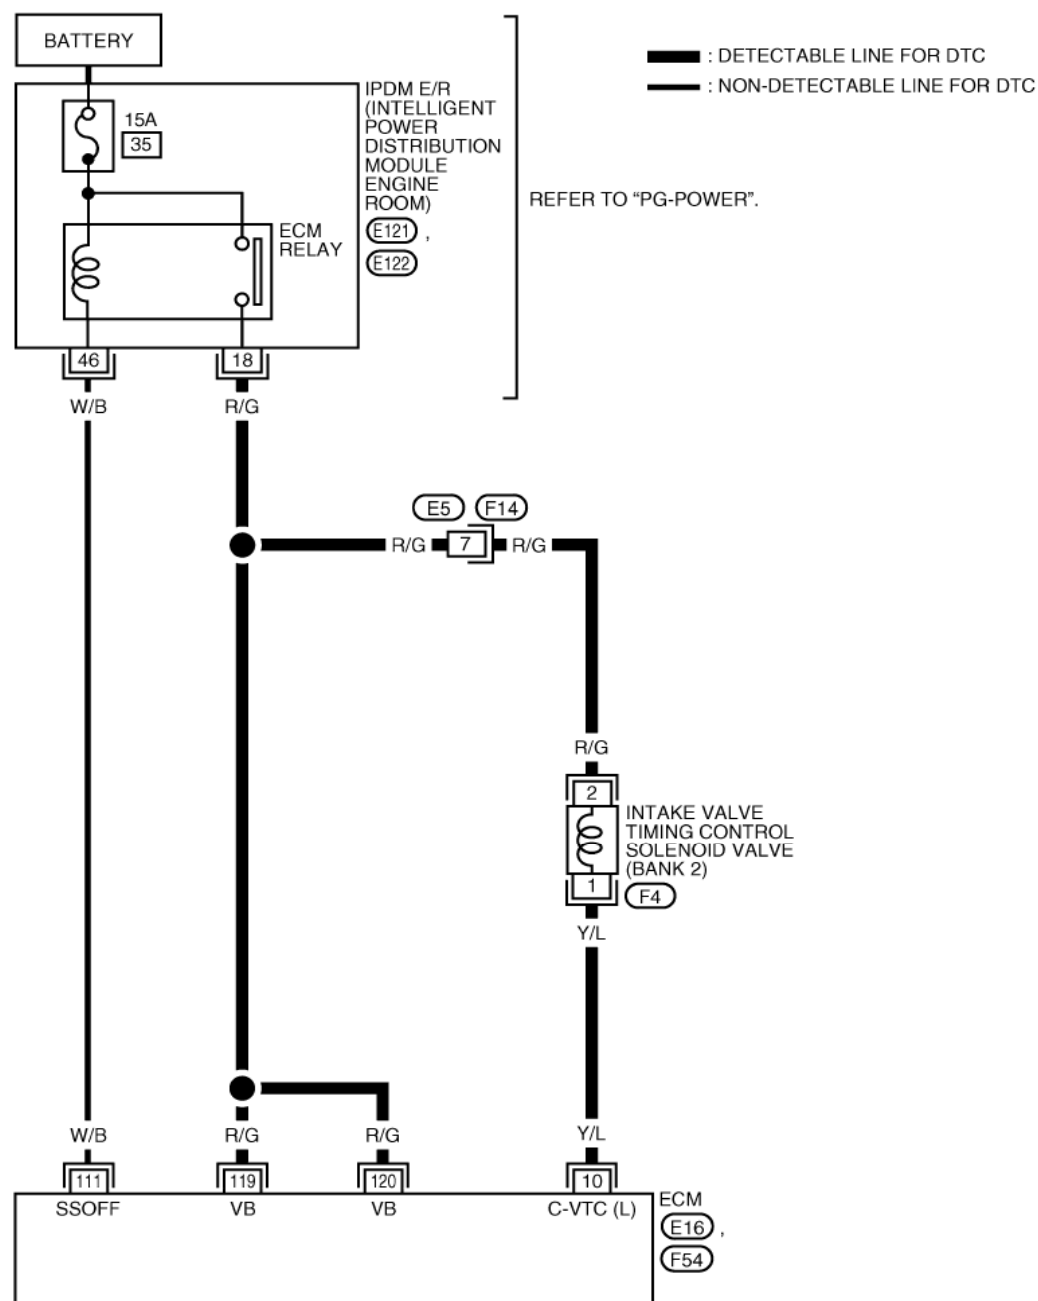 BATTERY
: DETECTABLE LINE FOR DTC
: NON-DETECTABLE LINE FOR DTC
15A
35
IPDM E/R
(INTELLIGENT
POWER
DISTRIBUTION
MODULE
ENGINE
ROOM)
E121 ,
E122
REFER TO “PG-POWER”.
ECM
RELAY
46
18
W/B
R/G
E5
F14
R/G
7
R/G
R/G
2
INTAKE VALVE
TIMING CONTROL
SOLENOID VALVE
(BANK 2)
1
F4
Y/L
W/B
R/G
R/G
Y/L
111
119
120
10
SSOFF
VB
VB
C-VTC (L)
ECM
E16 ,
F54